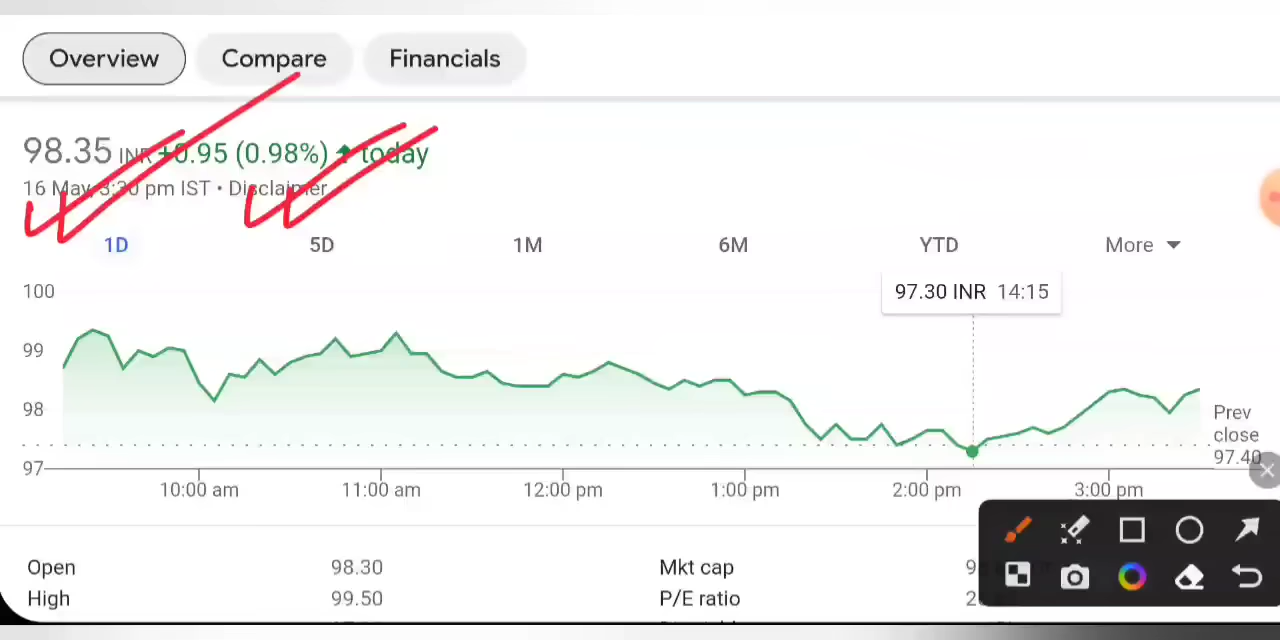 Overview Compare Financials
98.35 INR +0.95 (0.98%) ↑ today
16 May, 3:30 pm IST • Disclaimer
1D 5D 1M 6M YTD More
97.30 INR 14:15
100
99
98
97
Prev
close
97.40
10:00 am 11:00 am 12:00 pm 1:00 pm 2:00 pm 3:00 pm
Open 98.30 Mkt cap
High 99.50 P/E ratio